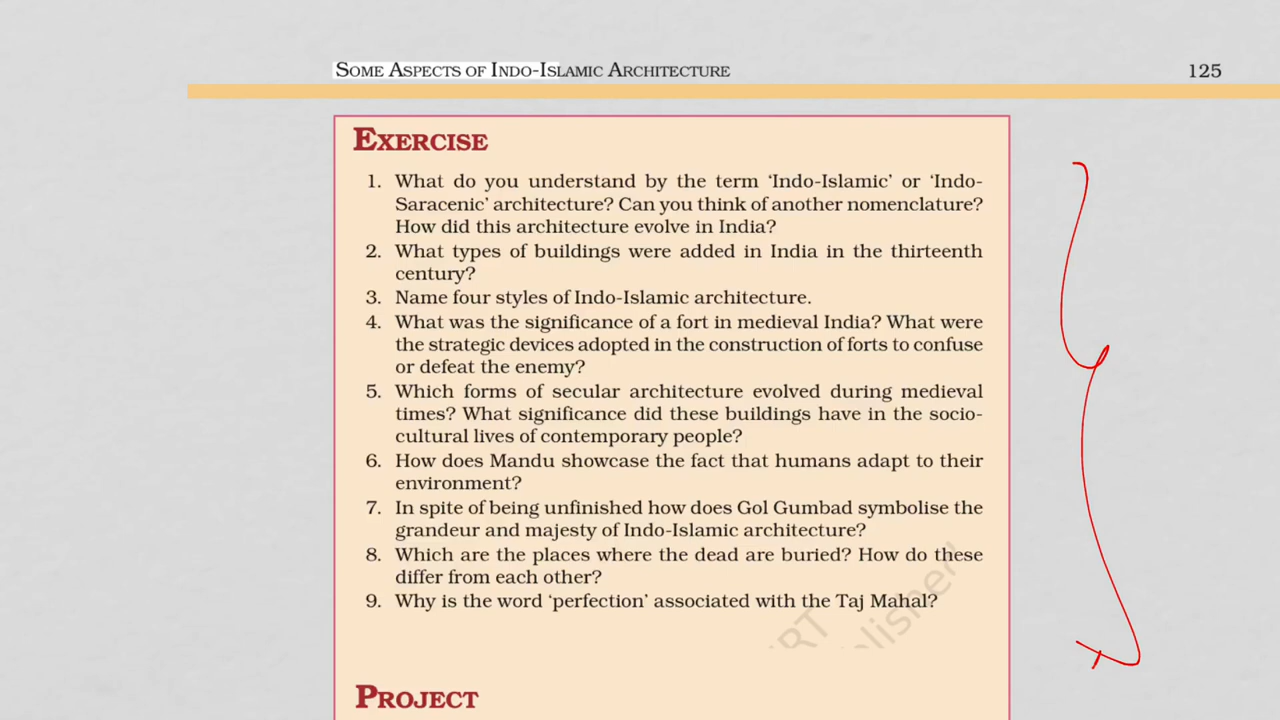 SOME ASPECTS OF INDO-ISLAMIC ARCHITECTURE 125
EXERCISE
1. What do you understand by the term ‘Indo-Islamic’ or ‘Indo-
Saracenic’ architecture? Can you think of another nomenclature?
How did this architecture evolve in India?
2. What types of buildings were added in India in the thirteenth
century?
3. Name four styles of Indo-Islamic architecture.
4. What was the significance of a fort in medieval India? What were
the strategic devices adopted in the construction of forts to confuse
or defeat the enemy?
5. Which forms of secular architecture evolved during medieval
times? What significance did these buildings have in the socio-
cultural lives of contemporary people?
6. How does Mandu showcase the fact that humans adapt to their
environment?
7. In spite of being unfinished how does Gol Gumbad symbolise the
grandeur and majesty of Indo-Islamic architecture?
8. Which are the places where the dead are buried? How do these
differ from each other?
9. Why is the word ‘perfection’ associated with the Taj Mahal?
PROJECT